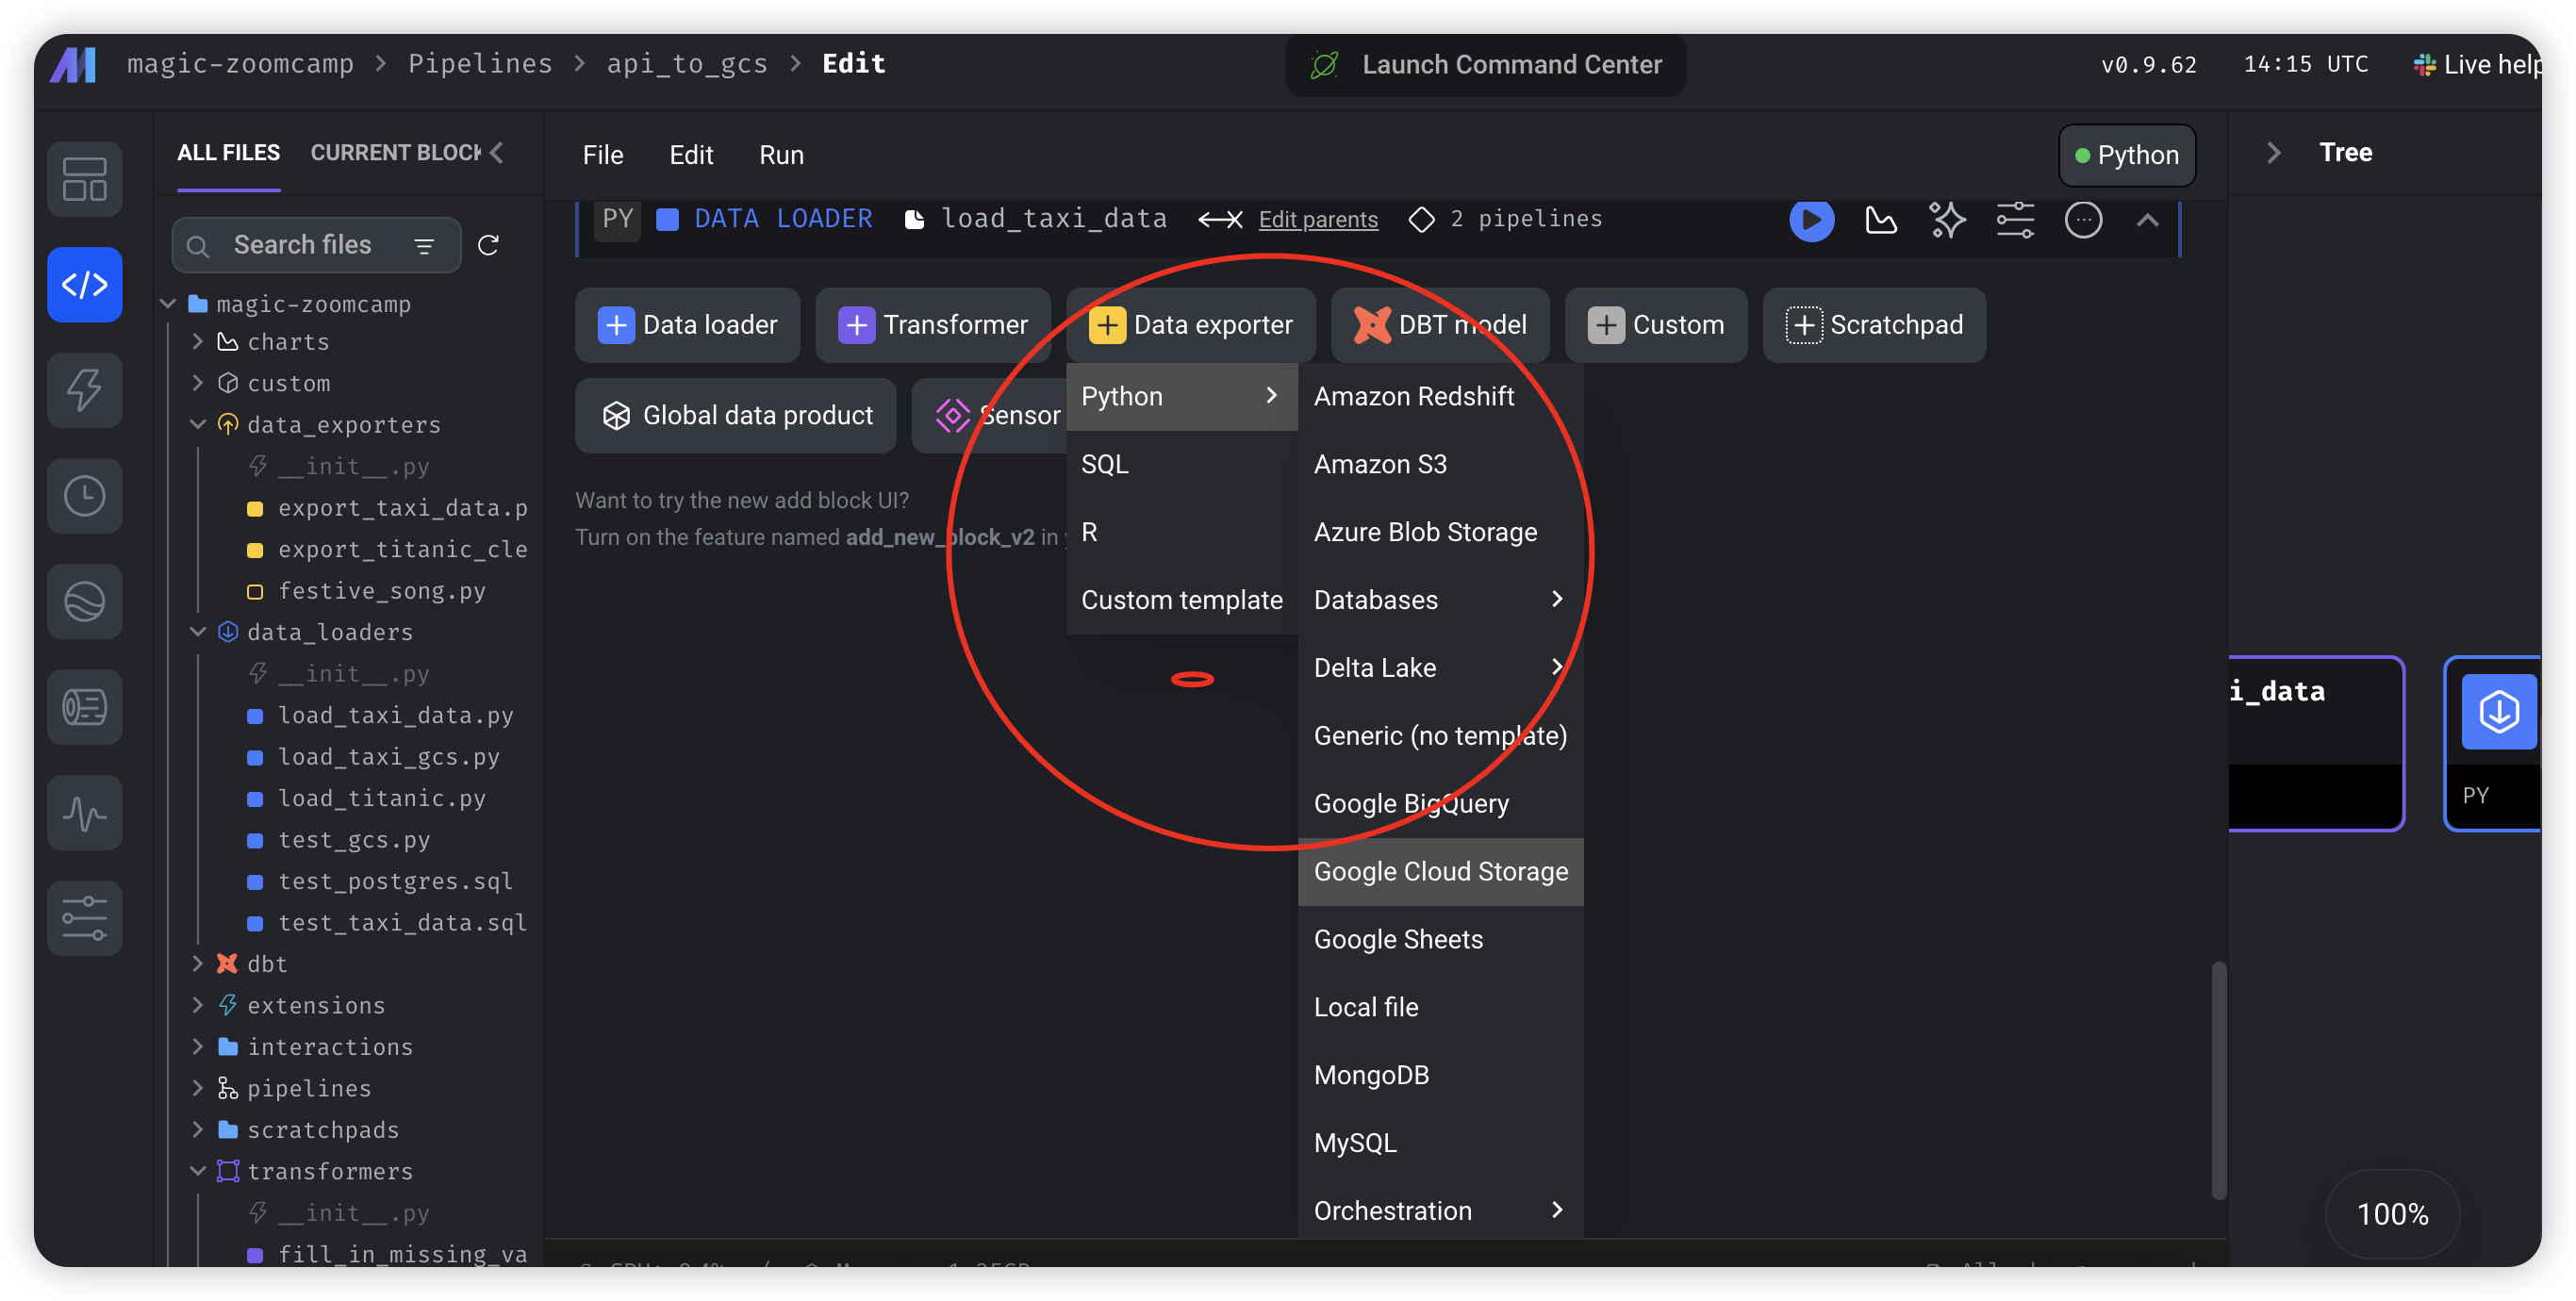 magic-zoomcamp > Pipelines > api_to_gcs > Edit
Launch Command Center
v0.9.62
14:15 UTC
Live help
ALL FILES
CURRENT BLOCK
File
Edit
Run
Python
Tree
Search files
PY DATA LOADER load_taxi_data Edit parents 2 pipelines
magic-zoomcamp
charts
custom
data_exporters
__init__.py
export_taxi_data.p
export_titanic_cle
festive_song.py
data_loaders
__init__.py
load_taxi_data.py
load_taxi_gcs.py
load_titanic.py
test_gcs.py
test_postgres.sql
test_taxi_data.sql
dbt
extensions
interactions
pipelines
scratchpads
transformers
__init__.py
fill_in_missing_va
Data loader
Transformer
Data exporter
DBT model
Custom
Scratchpad
Global data product
Sensor
Want to try the new add block UI?
Turn on the feature named add_new_block_v2 in
Python
SQL
R
Custom template
Amazon Redshift
Amazon S3
Azure Blob Storage
Databases
Delta Lake
Generic (no template)
Google BigQuery
Google Cloud Storage
Google Sheets
Local file
MongoDB
MySQL
Orchestration
i_data
PY
100%